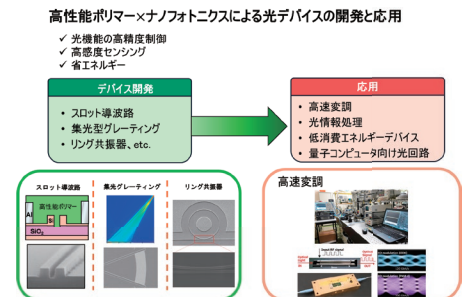 高性能ポリマー×ナノフォトニクスによる光デバイスの開発と応用
✓ 光機能の高精度制御
✓ 高感度センシング
✓ 省エネルギー
デバイス開発
• スロット導波路
• 集光型グレーティング
• リング共振器、etc.
応用
• 高速変調
• 光情報処理
• 低消費エネルギーデバイス
• 量子コンピュータ向け光回路
スロット導波路
集光グレーティング
リング共振器
高性能ポリマー
Al
Si
SiO₂
高速変調